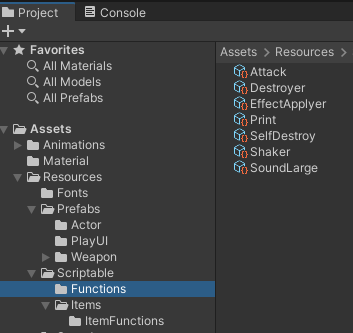 Project
Console
Favorites
All Materials
All Models
All Prefabs
Assets
Animations
Material
Resources
Fonts
Prefabs
Actor
PlayUI
Weapon
Scriptable
Functions
Items
ItemFunctions
Assets > Resources >
Attack
Destroyer
EffectApplyer
Print
SelfDestroy
Shaker
SoundLarge